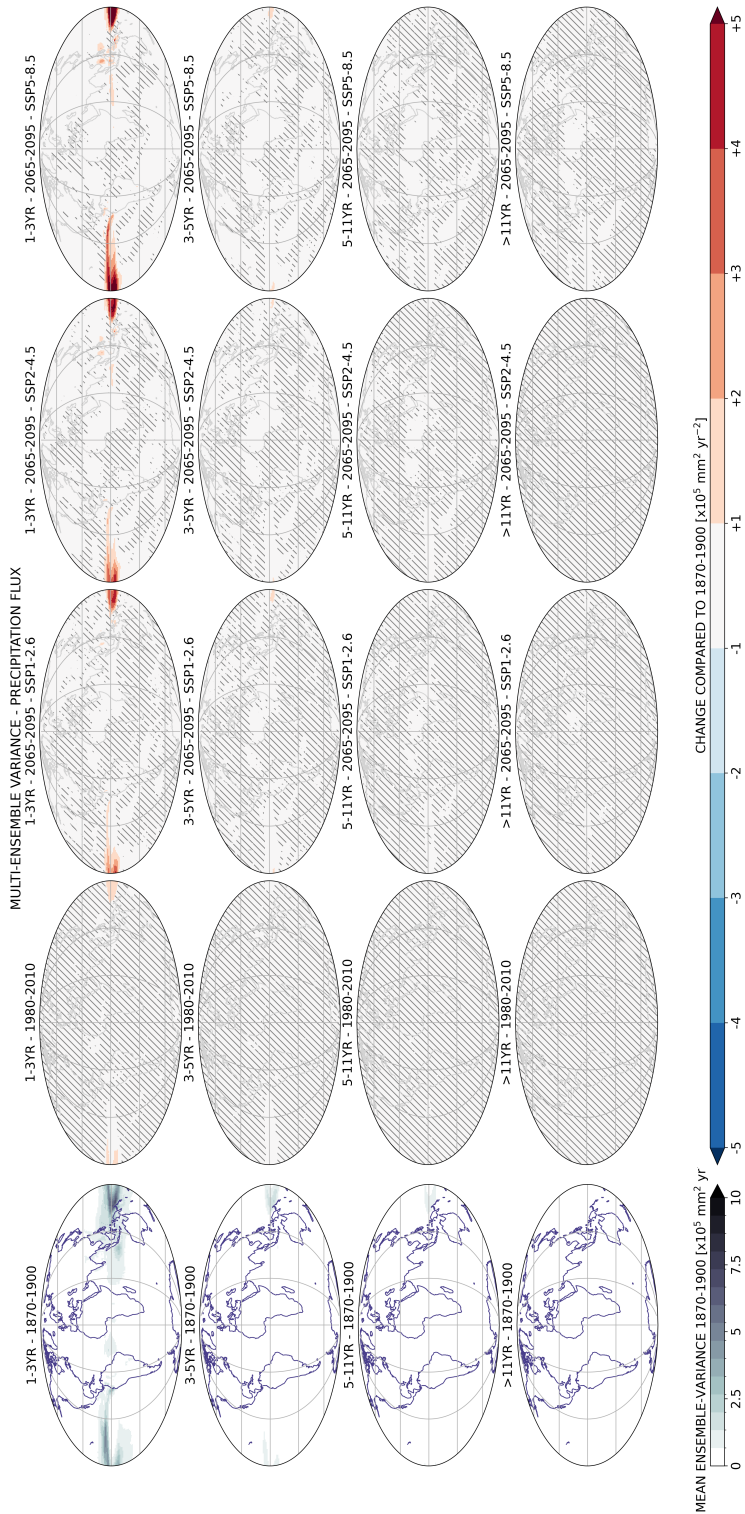 MULTI-ENSEMBLE VARIANCE - PRECIPITATION FLUX
1-3YR - 1870-1900
1-3YR - 1980-2010
1-3YR - 2065-2095 - SSP1-2.6
1-3YR - 2065-2095 - SSP2-4.5
1-3YR - 2065-2095 - SSP5-8.5
3-5YR - 1870-1900
3-5YR - 1980-2010
3-5YR - 2065-2095 - SSP1-2.6
3-5YR - 2065-2095 - SSP2-4.5
3-5YR - 2065-2095 - SSP5-8.5
5-11YR - 1870-1900
5-11YR - 1980-2010
5-11YR - 2065-2095 - SSP1-2.6
5-11YR - 2065-2095 - SSP2-4.5
5-11YR - 2065-2095 - SSP5-8.5
>11YR - 1870-1900
>11YR - 1980-2010
>11YR - 2065-2095 - SSP1-2.6
>11YR - 2065-2095 - SSP2-4.5
>11YR - 2065-2095 - SSP5-8.5
MEAN ENSEMBLE-VARIANCE 1870-1900 [x10⁵ mm² yr
CHANGE COMPARED TO 1870-1900 [x10⁵ mm² yr⁻²]
0 2.5 5 7.5 10
-5 -4 -3 -2 -1 +1 +2 +3 +4 +5